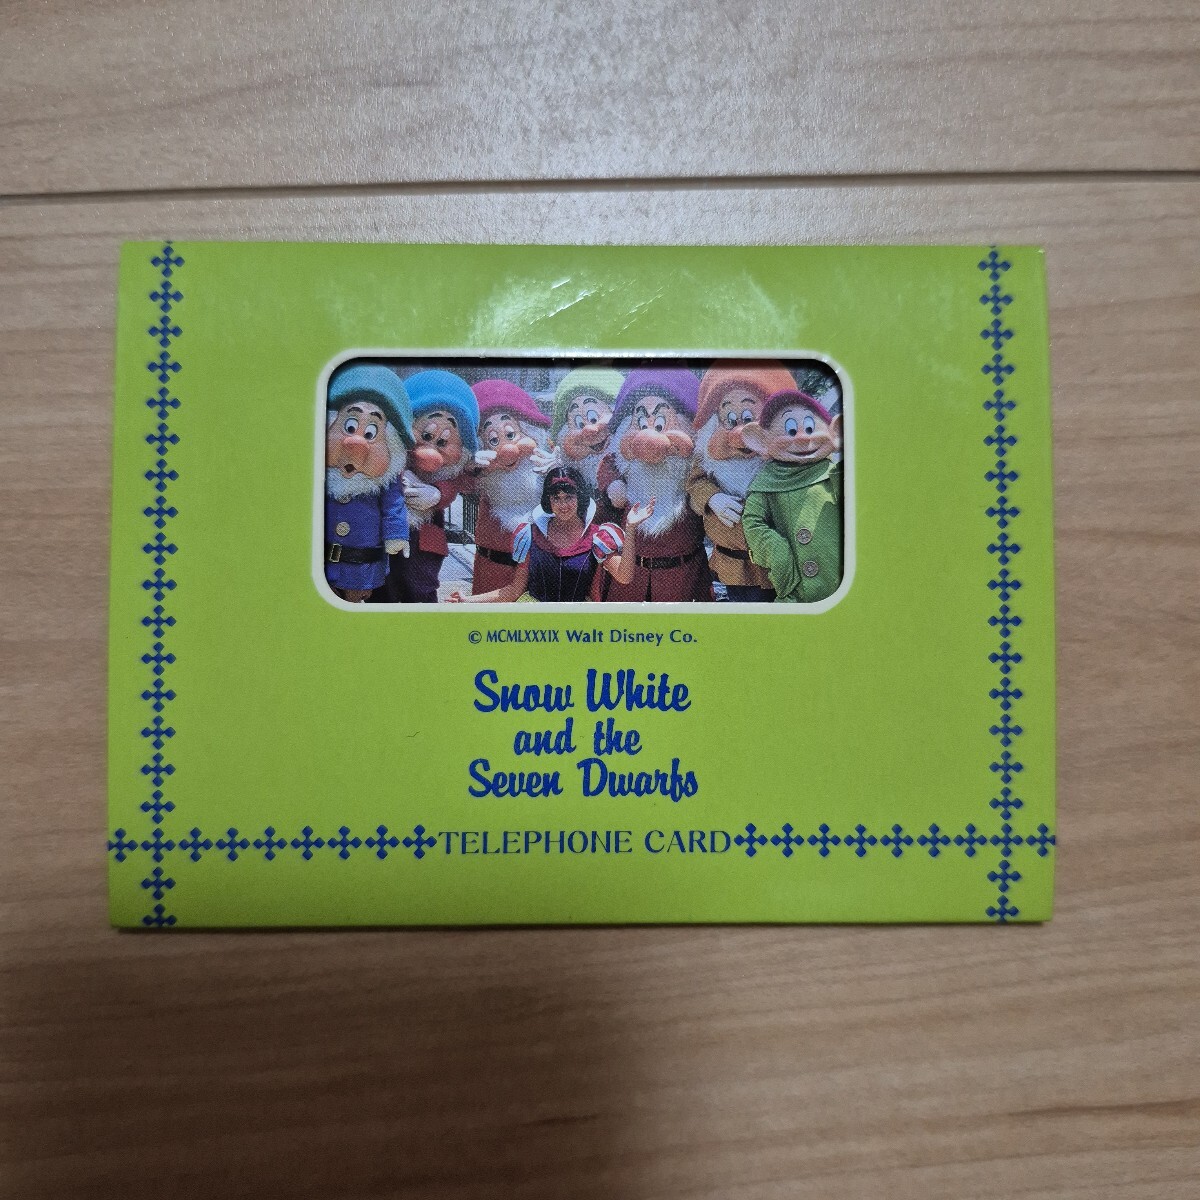 © MCMLXXXIX Walt Disney Co.
Snow White
and the
Seven Dwarfs
TELEPHONE CARD